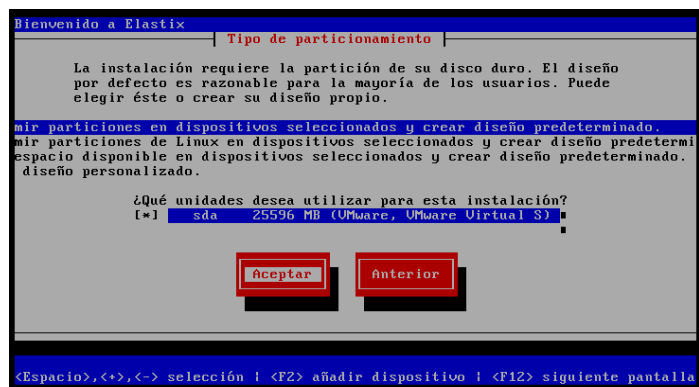 Bienvenido a Elastix
Tipo de particionamiento
La instalación requiere la partición de su disco duro. El diseño
por defecto es razonable para la mayoría de los usuarios. Puede
elegir éste o crear su diseño propio.
mir particiones en dispositivos seleccionados y crear diseño predeterminado.
mir particiones de Linux en dispositivos seleccionados y crear diseño predetermi
espacio disponible en dispositivos seleccionados y crear diseño predeterminado.
diseño personalizado.
¿Qué unidades desea utilizar para esta instalación?
[*] sda 25596 MB (VMware, VMware Virtual S)
Aceptar Anterior
<Espacio>,<+>,<-> selección | <F2> añadir dispositivo | <F12> siguiente pantalla